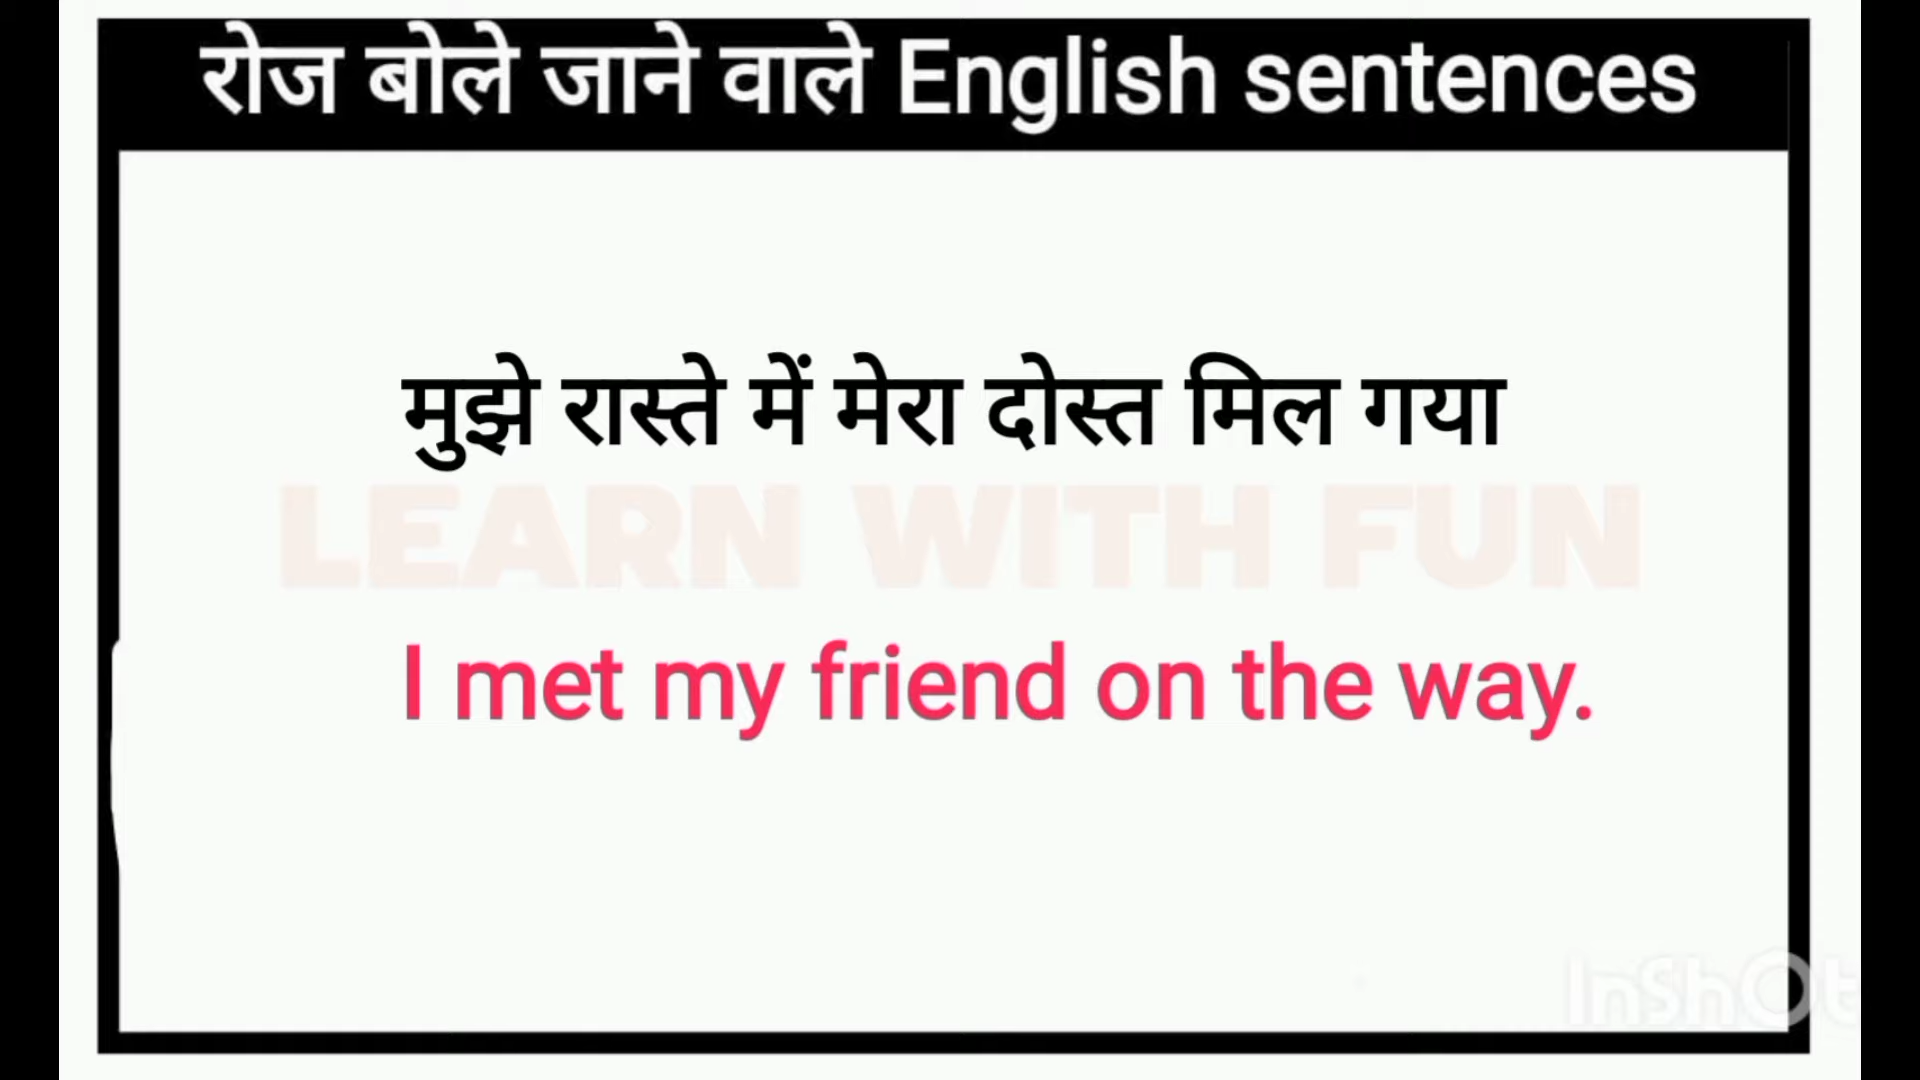 रोज बोले जाने वाले English sentences
मुझे रास्ते में मेरा दोस्त मिल गया
LEARN WITH FUN
I met my friend on the way.
InShOt